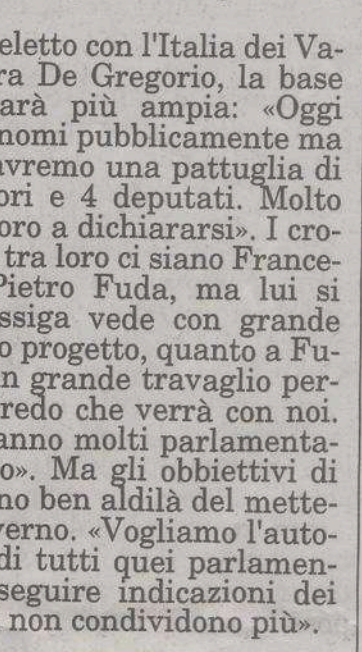 eletto con l'Italia dei Va-
ra De Gregorio, la base
arà più ampia: «Oggi
nomi pubblicamente ma
avremo una pattuglia di
ori e 4 deputati. Molto
oro a dichiararsi». I cro-
tra loro ci siano France-
Pietro Fuda, ma lui si
ssiga vede con grande
o progetto, quanto a Fu-
n grande travaglio per-
redo che verrà con noi.
anno molti parlamenta-
o». Ma gli obbiettivi di
no ben aldilà del mette-
verno. «Vogliamo l'auto-
di tutti quei parlamen-
seguire indicazioni dei
non condividono più».